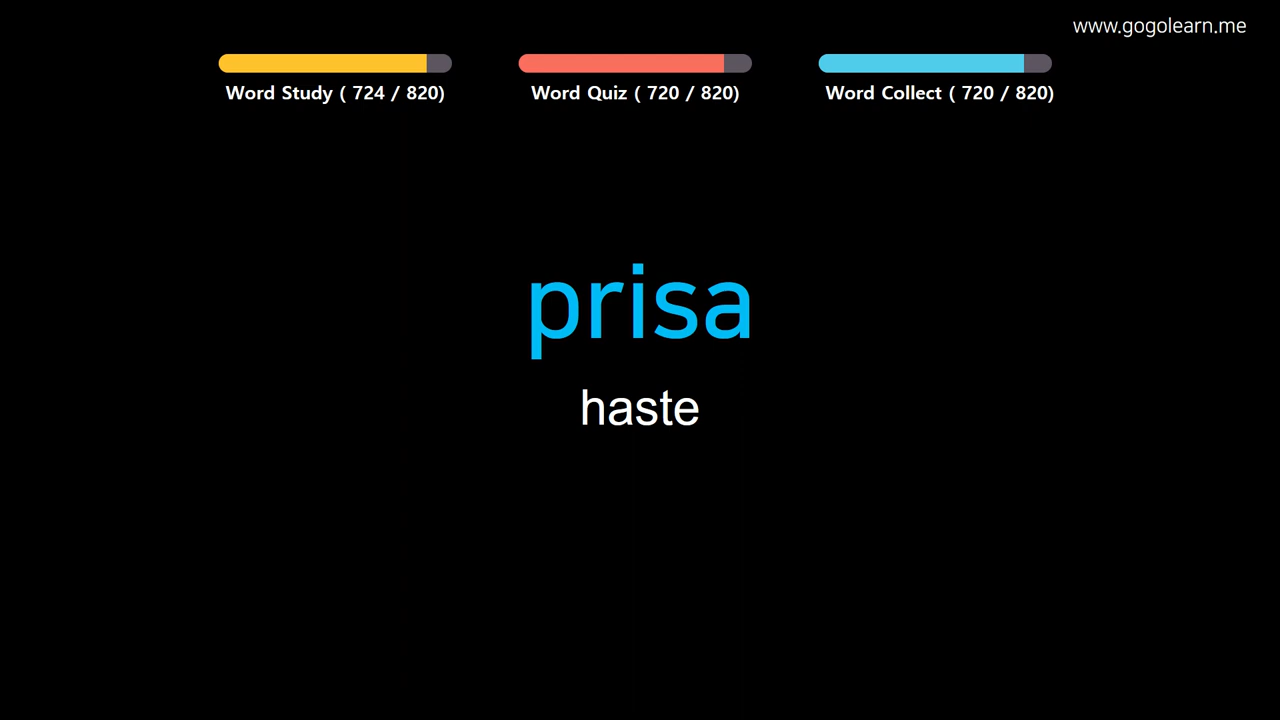 www.gogolearn.me
Word Study ( 724 / 820)
Word Quiz ( 720 / 820)
Word Collect ( 720 / 820)
prisa
haste